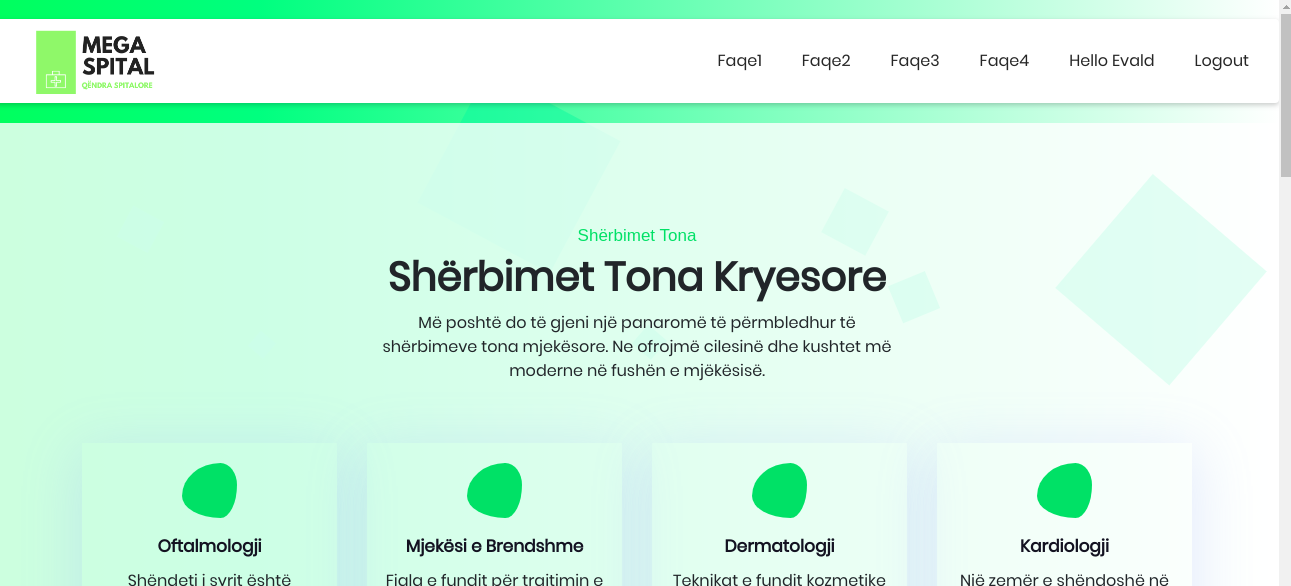 MEGA
SPITAL
QËNDRA SPITALORE
Faqe1 Faqe2 Faqe3 Faqe4 Hello Evald Logout
Shërbimet Tona
Shërbimet Tona Kryesore
Më poshtë do të gjeni një panaromë të përmbledhur të
shërbimeve tona mjekësore. Ne ofrojmë cilesinë dhe kushtet më
moderne në fushën e mjëkësisë.
Oftalmologji
Shëndeti i syrit është
Mjekësi e Brendshme
Fjala e fundit për trajtimin e
Dermatologji
Teknikat e fundit kozmetike
Kardiologji
Një zemër e shëndoshë në